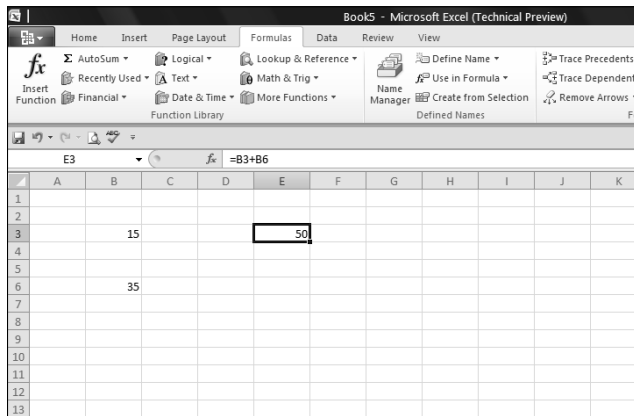 Book5 - Microsoft Excel (Technical Preview)
Home Insert Page Layout Formulas Data Review View
Σ AutoSum Logical Lookup & Reference Define Name Trace Precedents
fx Recently Used Text Math & Trig Use in Formula Trace Dependent
Insert Function Financial Date & Time More Functions Name Manager Create from Selection Remove Arrows
Function Library Defined Names F
E3 fx =B3+B6
A B C D E F G H I J K
1
2
3 15 50
4
5
6 35
7
8
9
10
11
12
13